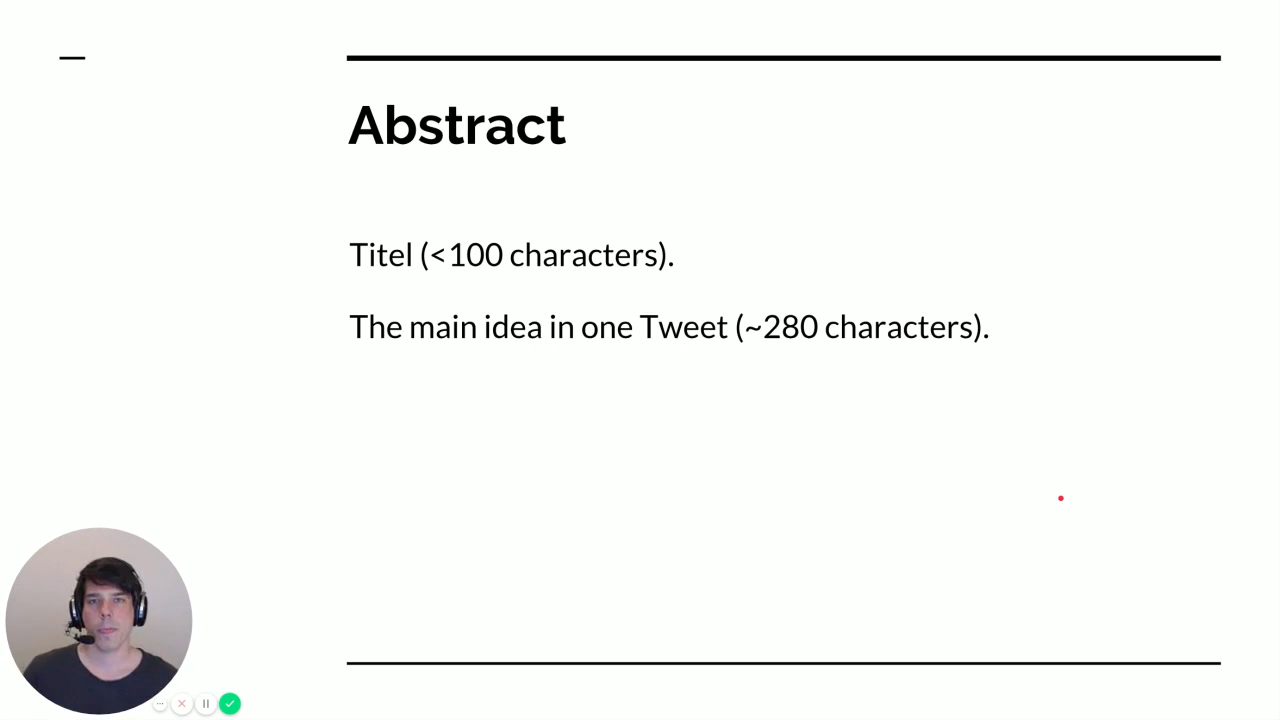 Abstract
Titel (<100 characters).
The main idea in one Tweet (~280 characters).